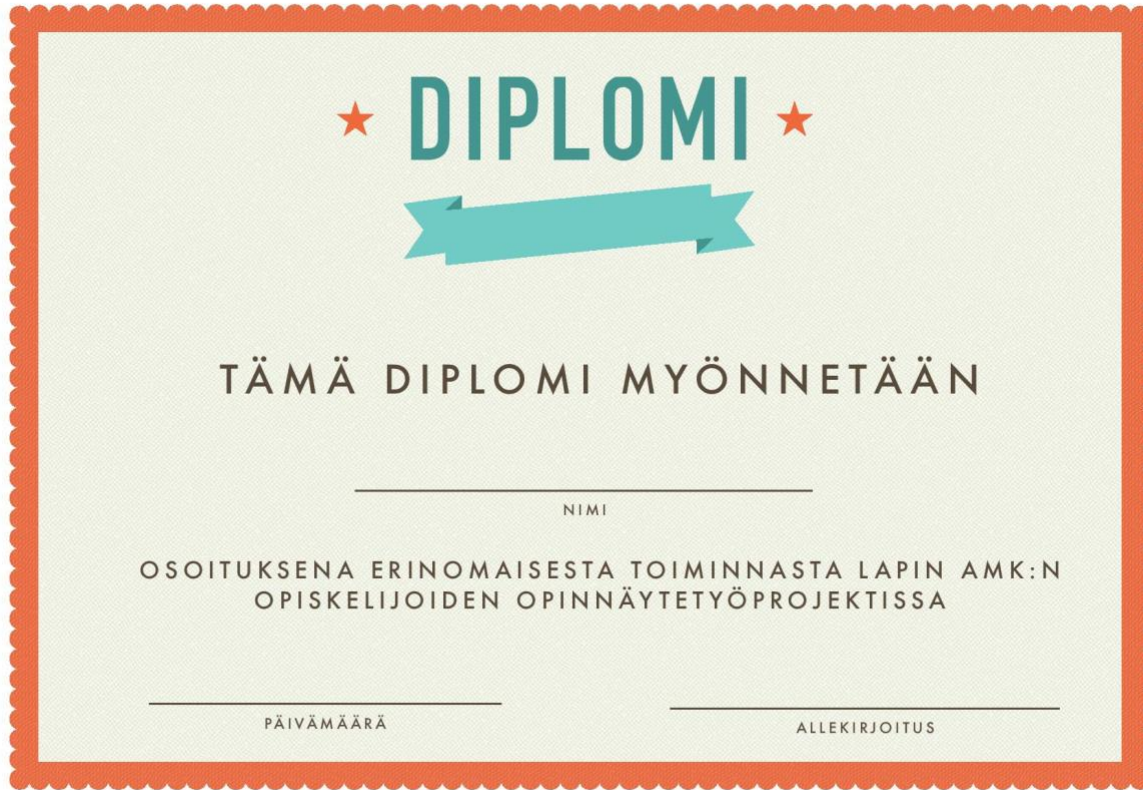 DIPLOMI
TÄMÄ DIPLOMI MYÖNNETÄÄN
NIMI
OSOITUKSENA ERINOMAISESTA TOIMINNASTA LAPIN AMK:N
OPISKELIJOIDEN OPINNÄYTETYÖPROJEKTISSA
PÄIVÄMÄÄRÄ
ALLEKIRJOITUS